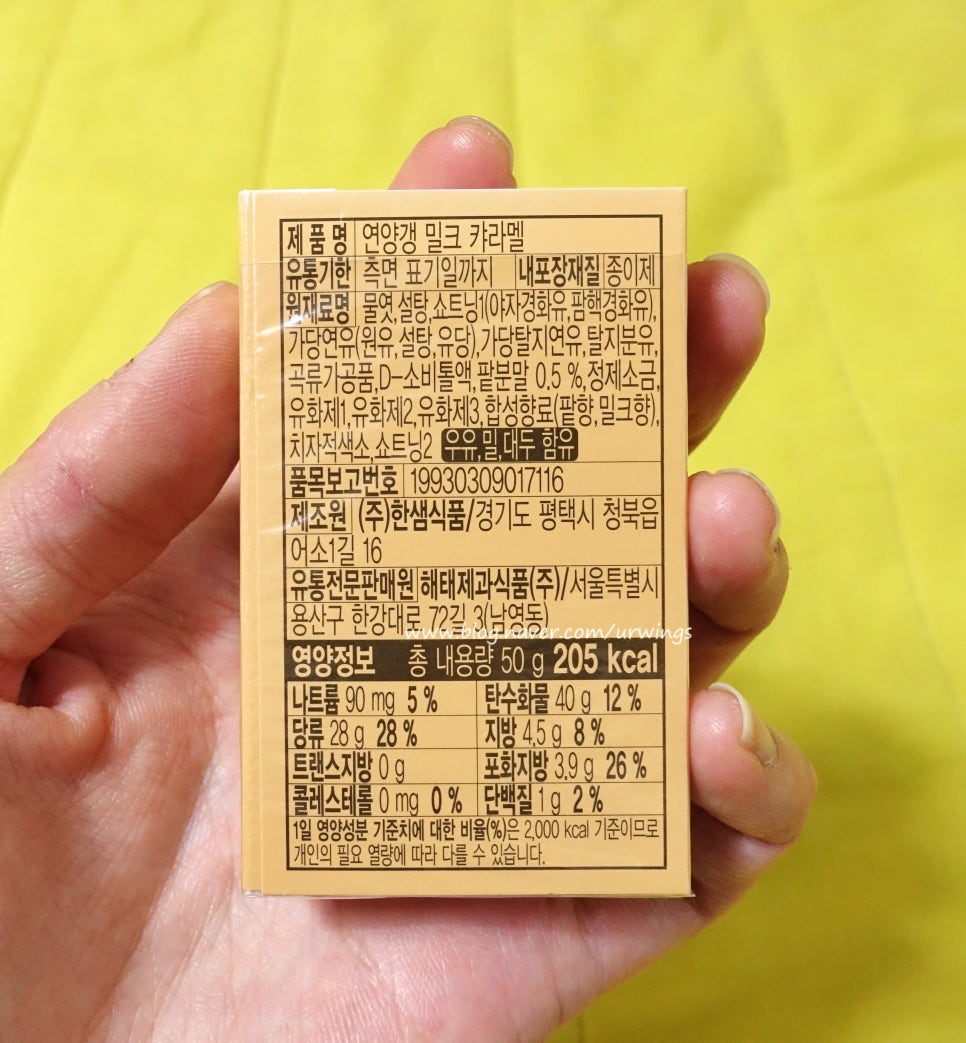 제 품 명 연양갱 밀크 캬라멜
유통기한 측면 표기일까지 내포장재질 종이제
원재료명 물엿,설탕,쇼트닝1(야자경화유,팜핵경화유),
가당연유(원유,설탕,유당),가당탈지연유,탈지분유,
곡류가공품,D-소비톨액,팥분말 0.5 %,정제소금,
유화제1,유화제2,유화제3,합성향료(팥향,밀크향),
치자적색소,쇼트닝2 우유,밀,대두 함유
품목보고번호 19930309017116
제조원 (주)한샘식품/경기도 평택시 청북읍
어소1길 16
유통전문판매원 해태제과식품(주)/서울특별시
용산구 한강대로 72길 3(남영동)
www.blog.naver.com/urwings
영양정보 총 내용량 50 g 205 kcal
나트륨 90 mg 5 % 탄수화물 40 g 12 %
당류 28 g 28 % 지방 4.5 g 8 %
트랜스지방 0 g 포화지방 3.9 g 26 %
콜레스테롤 0 mg 0 % 단백질 1 g 2 %
1일 영양성분 기준치에 대한 비율(%)은 2,000 kcal 기준이므로
개인의 필요 열량에 따라 다를 수 있습니다.